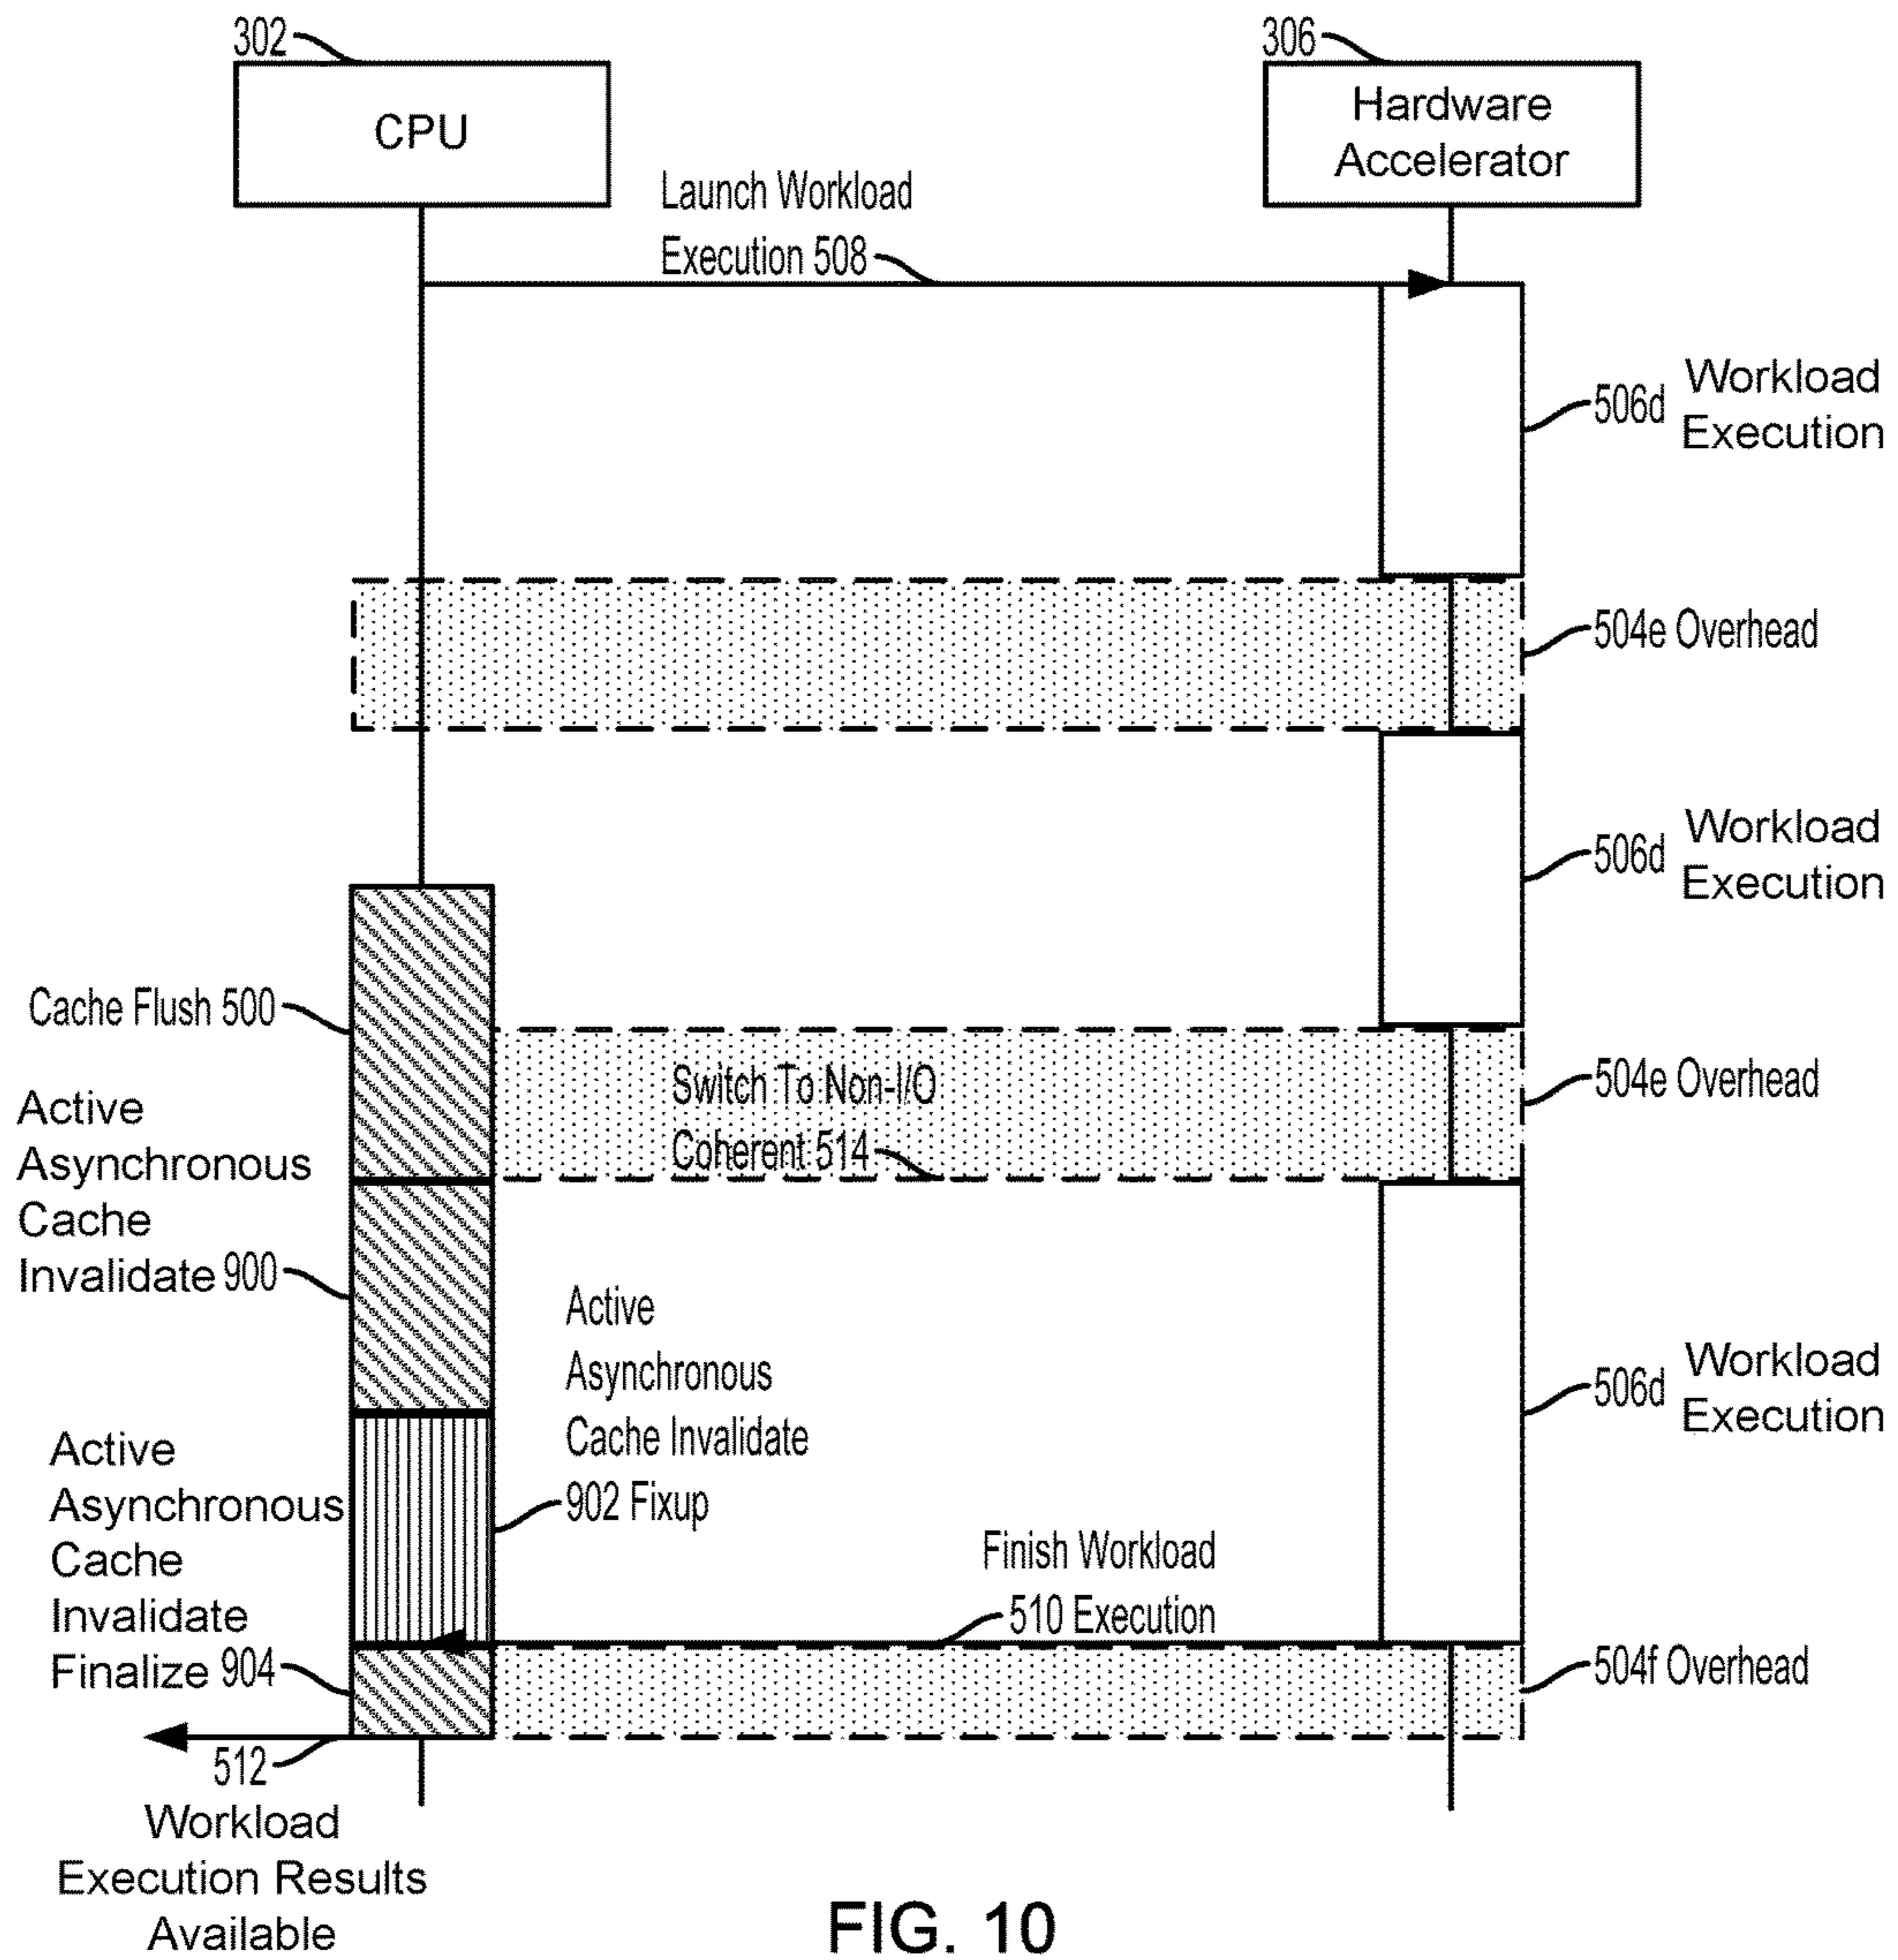 302
CPU
306
Hardware
Accelerator
Launch Workload
Execution 508
506d
Workload
Execution
504e Overhead
506d
Workload
Execution
Cache Flush 500
504e Overhead
Switch To Non-I/O
Coherent 514
Active
Asynchronous
Cache
Invalidate 900
Active
Asynchronous
Cache Invalidate
902 Fixup
506d
Workload
Execution
Active
Asynchronous
Cache
Invalidate
Finalize 904
Finish Workload
510 Execution
504f Overhead
512
Workload
Execution Results
Available
FIG. 10